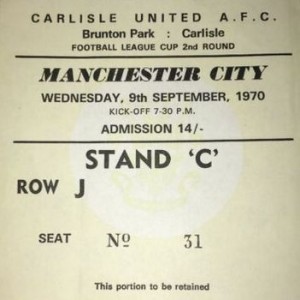 CARLISLE UNITED A.F.C.
Brunton Park : Carlisle
FOOTBALL LEAGUE CUP 2ND ROUND
MANCHESTER CITY
WEDNESDAY, 9th SEPTEMBER, 1970
KICK-OFF 7-30 P.M.
ADMISSION 14/-
STAND ‘C’
ROW J
SEAT Nº 31
This portion to be retained